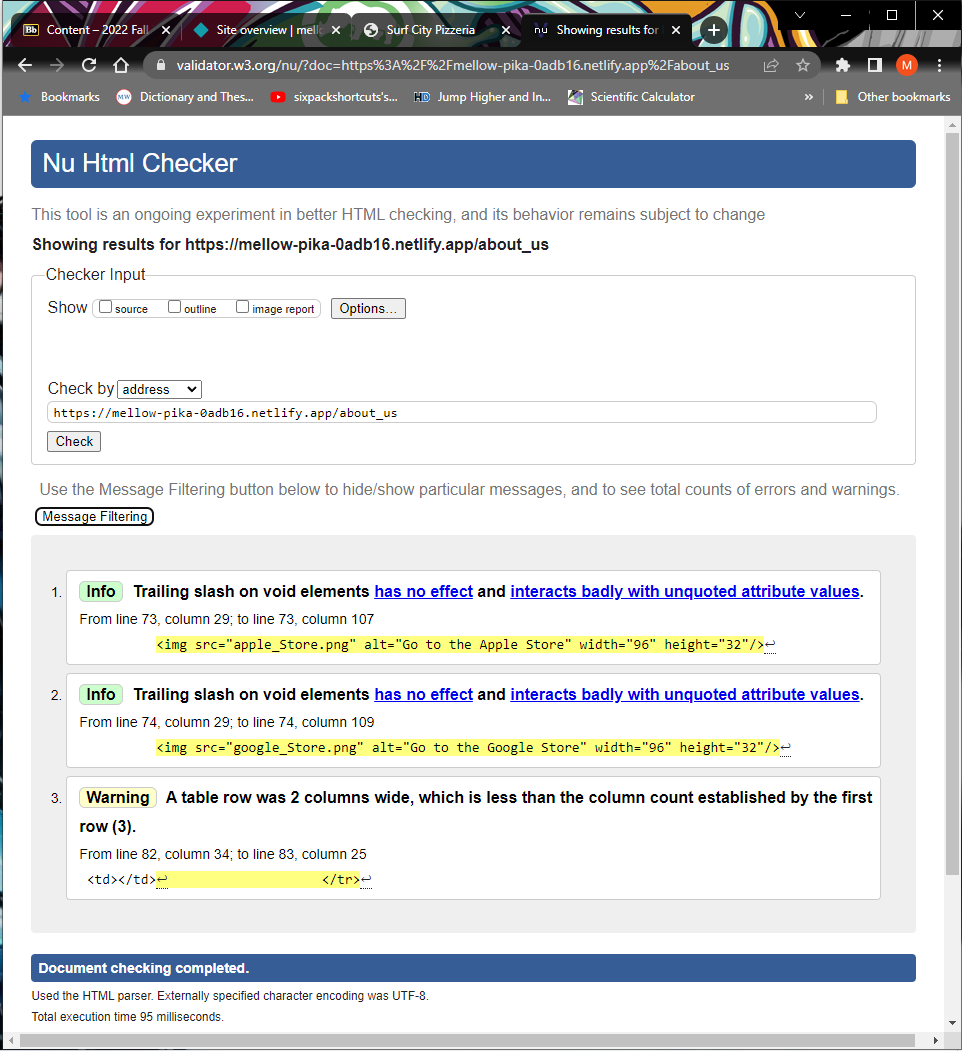 Content – 2022 Fall
Site overview | mello
Surf City Pizzeria
Showing results for
validator.w3.org/nu/?doc=https%3A%2F%2Fmellow-pika-0adb16.netlify.app%2Fabout_us
M
Bookmarks
Dictionary and Thes...
sixpackshortcuts's...
Jump Higher and In...
Scientific Calculator
»
Other bookmarks
Nu Html Checker
This tool is an ongoing experiment in better HTML checking, and its behavior remains subject to change
Showing results for https://mellow-pika-0adb16.netlify.app/about_us
Checker Input
Show source outline image report Options...
Check by address
https://mellow-pika-0adb16.netlify.app/about_us
Check
Use the Message Filtering button below to hide/show particular messages, and to see total counts of errors and warnings.
Message Filtering
1. Info Trailing slash on void elements has no effect and interacts badly with unquoted attribute values.
From line 73, column 29; to line 73, column 107
<img src="apple_Store.png" alt="Go to the Apple Store" width="96" height="32"/>↩
2. Info Trailing slash on void elements has no effect and interacts badly with unquoted attribute values.
From line 74, column 29; to line 74, column 109
<img src="google_Store.png" alt="Go to the Google Store" width="96" height="32"/>↩
3. Warning A table row was 2 columns wide, which is less than the column count established by the first
row (3).
From line 82, column 34; to line 83, column 25
<td></td>↩ </tr>↩
Document checking completed.
Used the HTML parser. Externally specified character encoding was UTF-8.
Total execution time 95 milliseconds.